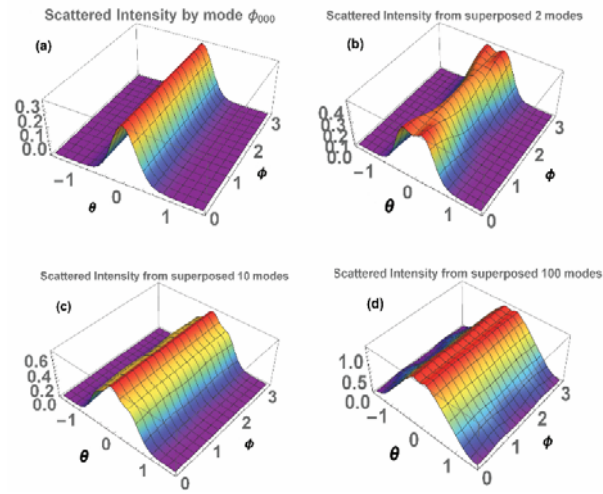 Scattered Intensity by mode ϕ000
(a)
0.3
0.2
0.1
0.0
−1
0
1
θ
0
1
2
3
ϕ
Scattered Intensity from superposed 2 modes
(b)
0.4
0.3
0.2
0.1
0.0
−1
0
1
θ
0
1
2
3
ϕ
Scattered Intensity from superposed 10 modes
(c)
0.6
0.4
0.2
0.0
−1
0
1
θ
0
1
2
3
ϕ
Scattered Intensity from superposed 100 modes
(d)
1.0
0.5
0.0
−1
0
1
θ
0
1
2
3
ϕ